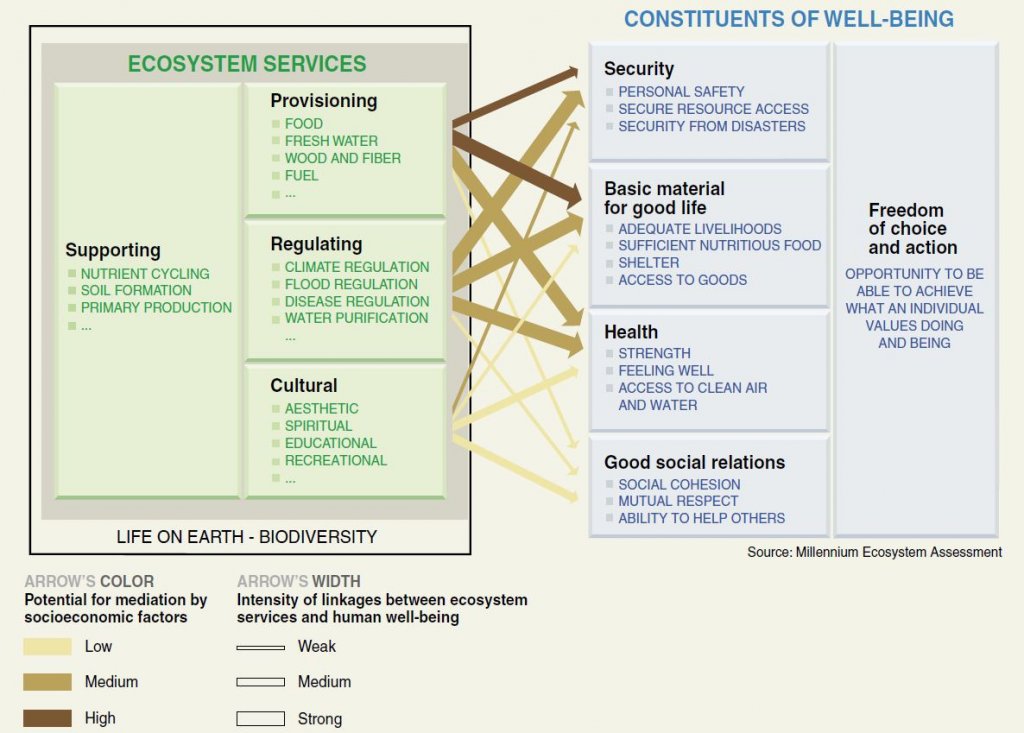 CONSTITUENTS OF WELL-BEING
ECOSYSTEM SERVICES
Supporting
NUTRIENT CYCLING
SOIL FORMATION
PRIMARY PRODUCTION
...
Provisioning
FOOD
FRESH WATER
WOOD AND FIBER
FUEL
...
Regulating
CLIMATE REGULATION
FLOOD REGULATION
DISEASE REGULATION
WATER PURIFICATION
...
Cultural
AESTHETIC
SPIRITUAL
EDUCATIONAL
RECREATIONAL
...
LIFE ON EARTH - BIODIVERSITY
Security
PERSONAL SAFETY
SECURE RESOURCE ACCESS
SECURITY FROM DISASTERS
Basic material
for good life
ADEQUATE LIVELIHOODS
SUFFICIENT NUTRITIOUS FOOD
SHELTER
ACCESS TO GOODS
Health
STRENGTH
FEELING WELL
ACCESS TO CLEAN AIR
AND WATER
Good social relations
SOCIAL COHESION
MUTUAL RESPECT
ABILITY TO HELP OTHERS
Freedom
of choice
and action
OPPORTUNITY TO BE
ABLE TO ACHIEVE
WHAT AN INDIVIDUAL
VALUES DOING
AND BEING
Source: Millennium Ecosystem Assessment
ARROW'S COLOR
Potential for mediation by
socioeconomic factors
Low
Medium
High
ARROW'S WIDTH
Intensity of linkages between ecosystem
services and human well-being
Weak
Medium
Strong